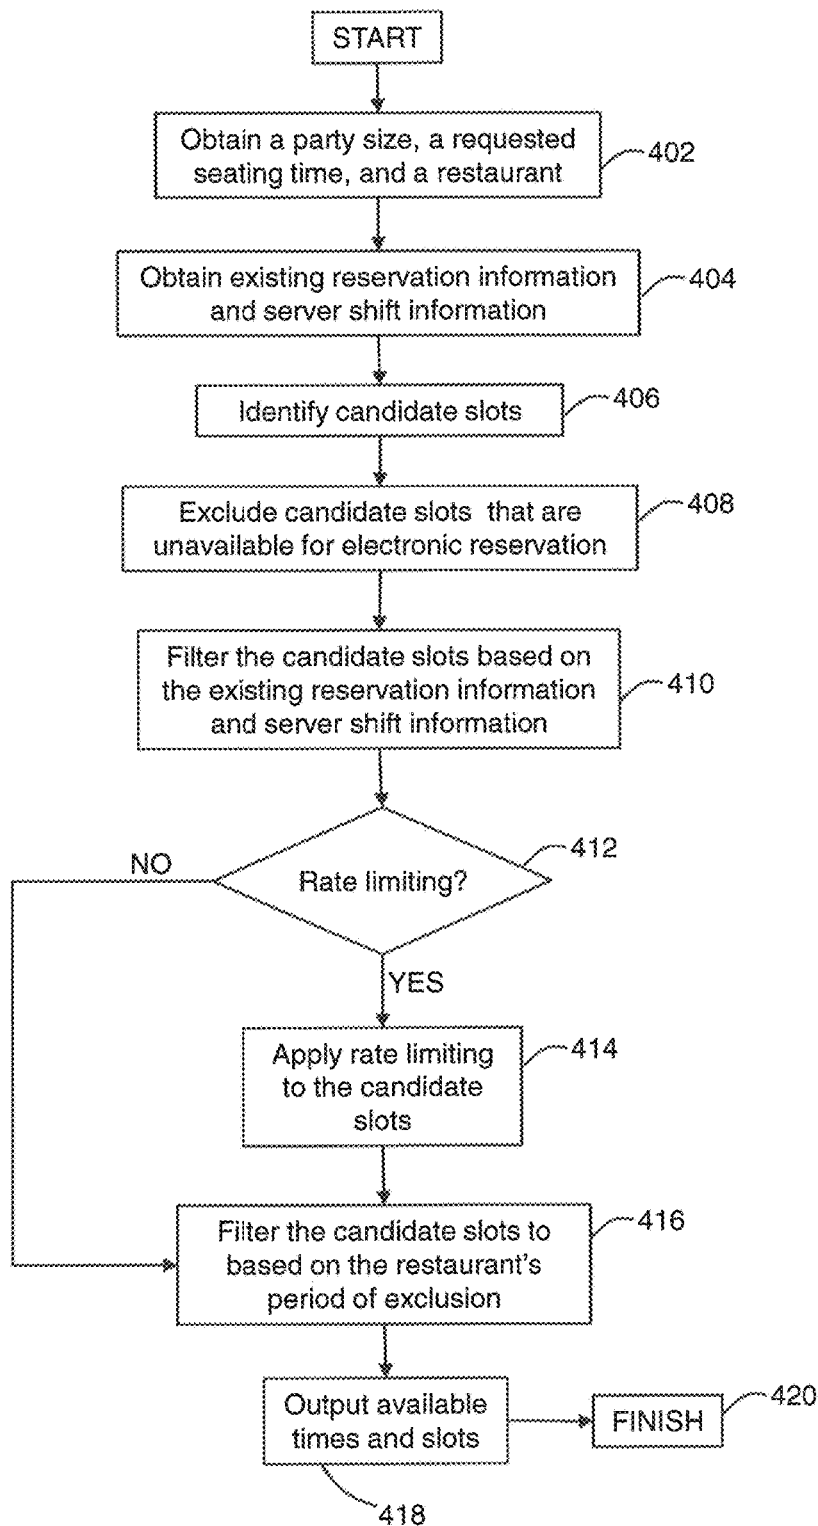 START
Obtain a party size, a requested
seating time, and a restaurant
402
Obtain existing reservation information
and server shift information
404
Identify candidate slots
406
Exclude candidate slots that are
unavailable for electronic reservation
408
Filter the candidate slots based on
the existing reservation information
and server shift information
410
Rate limiting?
412
NO
YES
Apply rate limiting
to the candidate
slots
414
Filter the candidate slots to
based on the restaurant's
period of exclusion
416
Output available
times and slots
418
FINISH
420